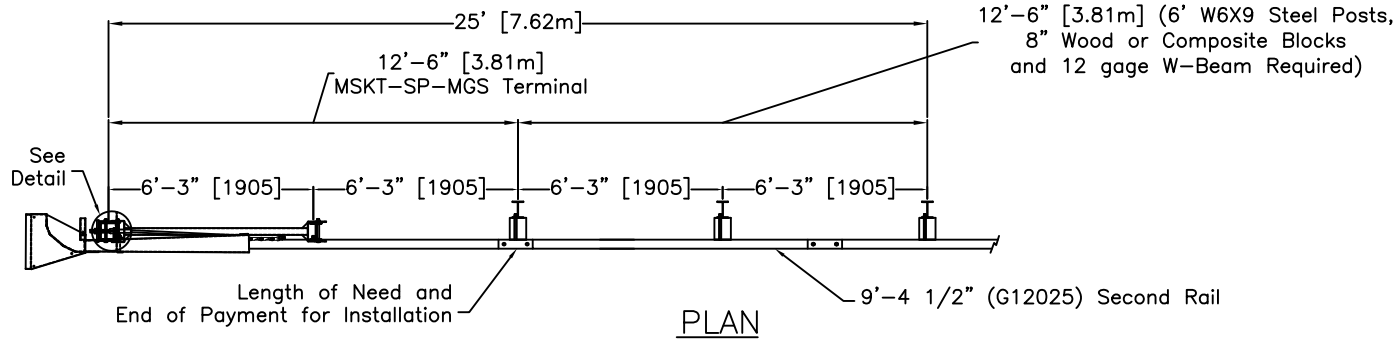 25' [7.62m]
12'-6" [3.81m] (6' W6X9 Steel Posts,
8" Wood or Composite Blocks
and 12 gage W-Beam Required)
12'-6" [3.81m]
MSKT-SP-MGS Terminal
See
Detail
6'-3" [1905]
6'-3" [1905]
6'-3" [1905]
6'-3" [1905]
Length of Need and
End of Payment for Installation
9'-4 1/2" (G12025) Second Rail
PLAN